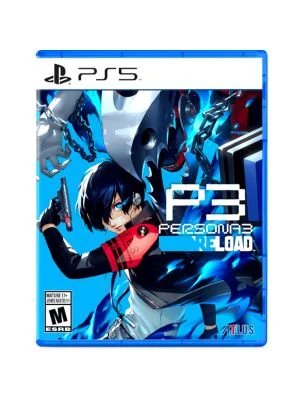 PS5
P3
PERSONA3
RELOAD
MATURE 17+
M
ESRB
ATLUS